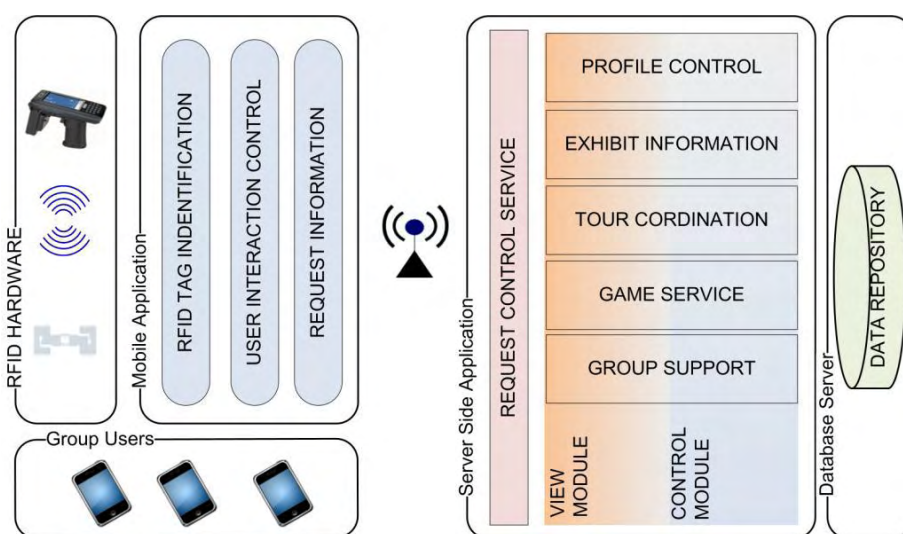 RFID HARDWARE
Mobile Application
RFID TAG INDENTIFICATION
USER INTERACTION CONTROL
REQUEST INFORMATION
Group Users
Server Side Application
REQUEST CONTROL SERVICE
PROFILE CONTROL
EXHIBIT INFORMATION
TOUR CORDINATION
GAME SERVICE
GROUP SUPPORT
VIEW
MODULE
CONTROL
MODULE
Database Server
DATA REPOSITORY